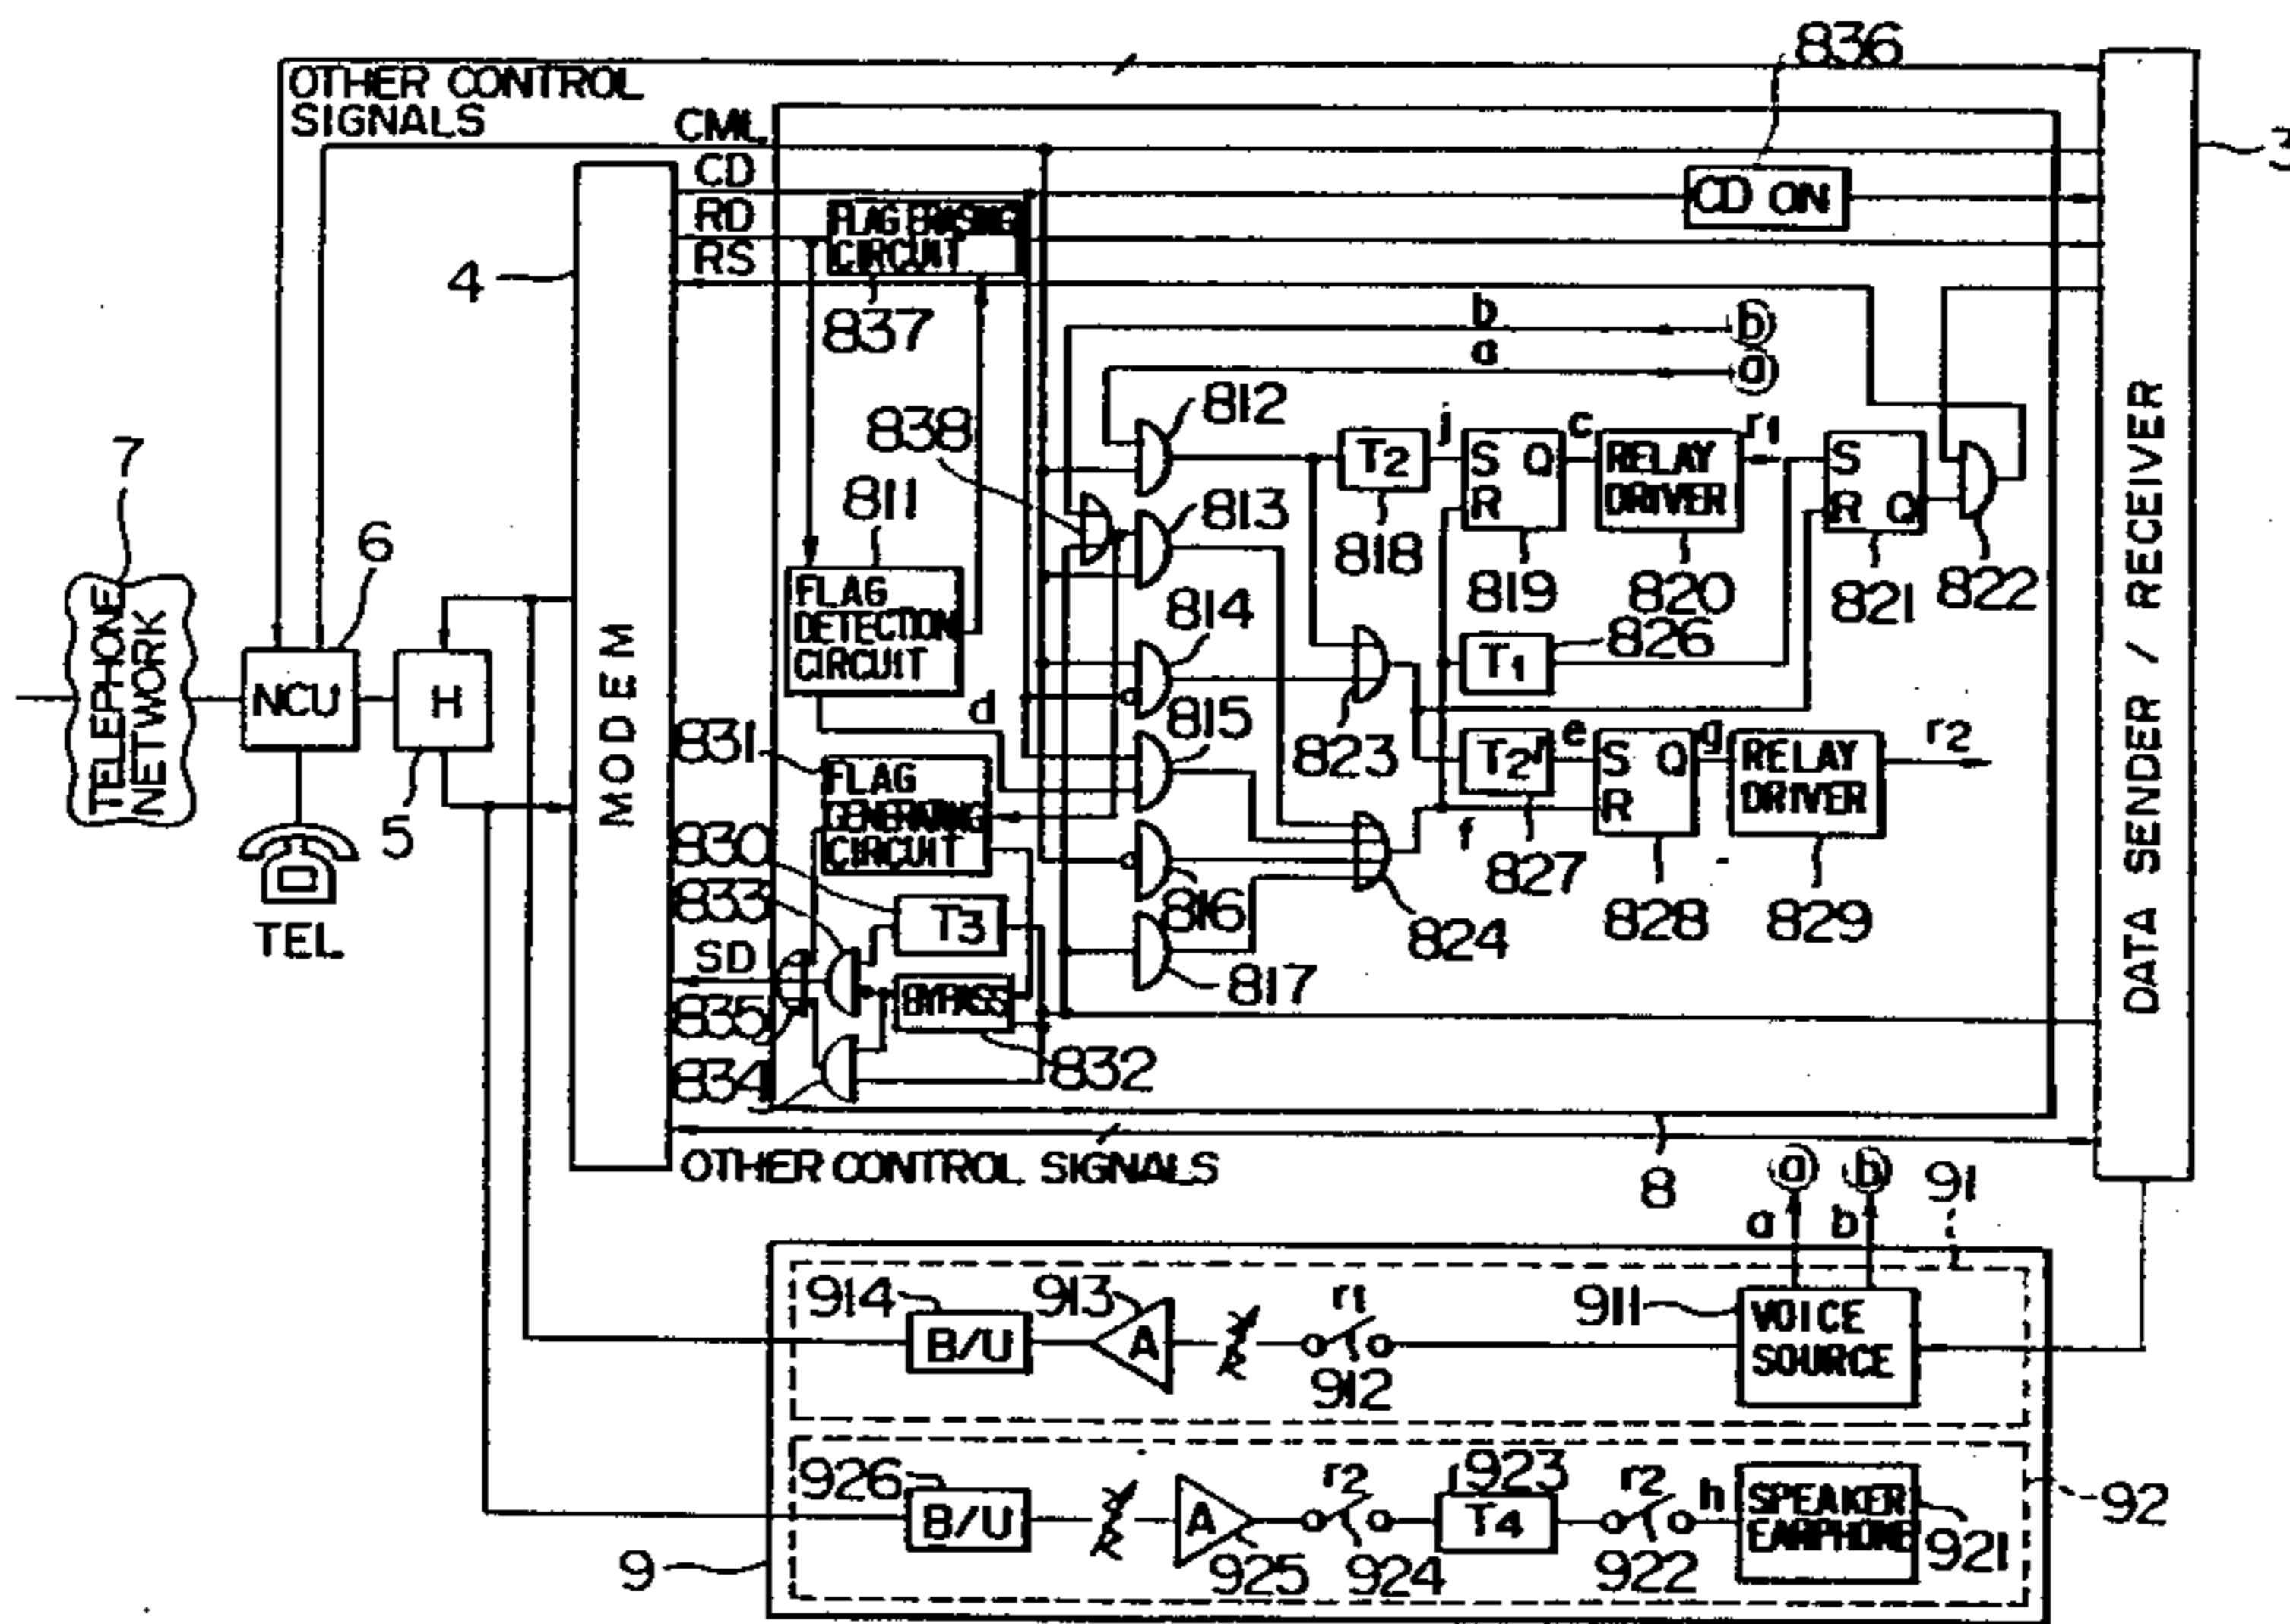 836
OTHER CONTROL
SIGNALS
CML
3
CD
CD ON
RD
FLAG ERASING
CIRCUIT
RS
4
837
b
b
a
a
812
838
7
811
813
T2
j
S Q
R
c
RELAY
DRIVER
r1
S
R Q
818
819
820
821
822
6
814
826
T1
TELEPHONE
NETWORK
NCU
H
MODEM
FLAG
DETECTION
CIRCUIT
d
815
823
T2'
e
S Q
R
g
RELAY
DRIVER
r2
831
FLAG
GENERATING
CIRCUIT
5
830
f
827
828
829
816
824
TEL
833
T3
SD
817
BYPASS
835
832
834
DATA SENDER / RECEIVER
OTHER CONTROL SIGNALS
8
a
b
91
a
b
914
913
r1
911
VOICE
SOURCE
B/U
A
912
926
r2
923
r2
h
SPEAKER
EARPHONE
92
B/U
A
T4
9
925
924
922
921